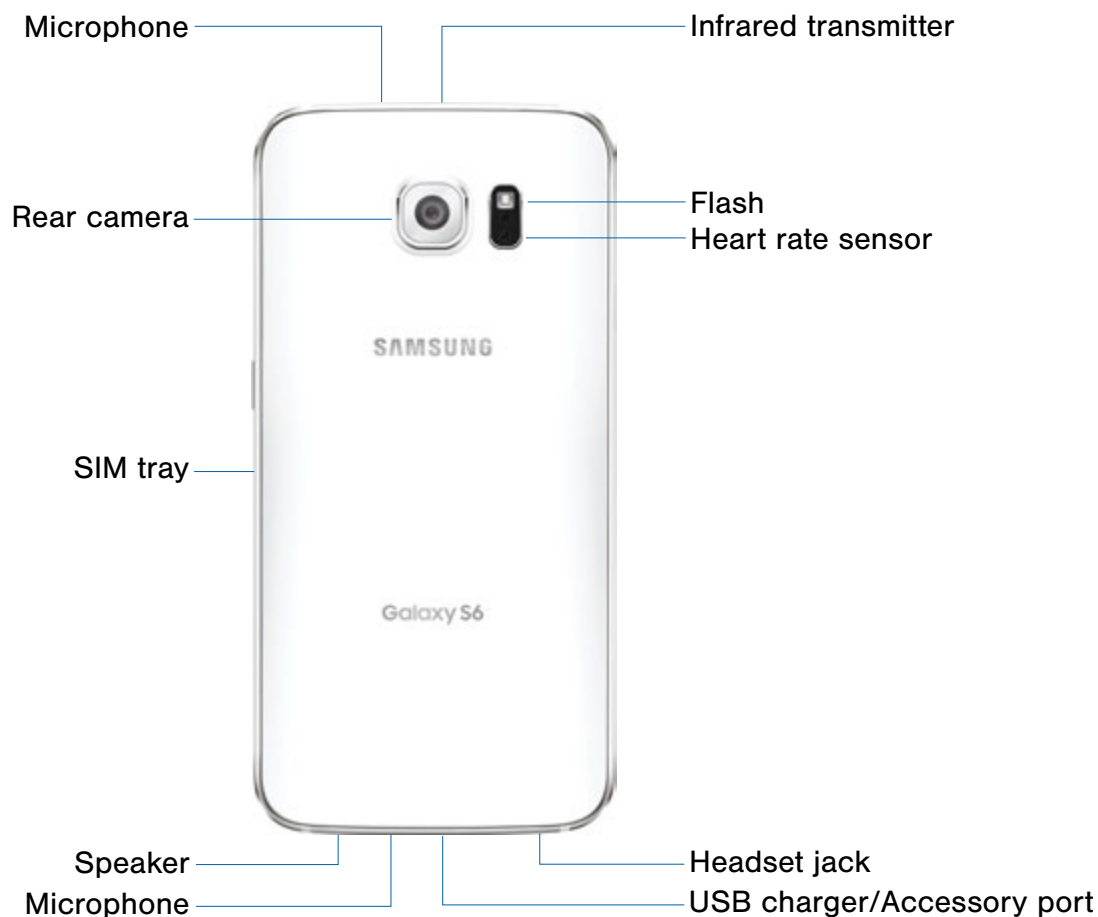 Microphone
Infrared transmitter
Rear camera
Flash
Heart rate sensor
SAMSUNG
SIM tray
Galaxy S6
Speaker
Headset jack
Microphone
USB charger/Accessory port